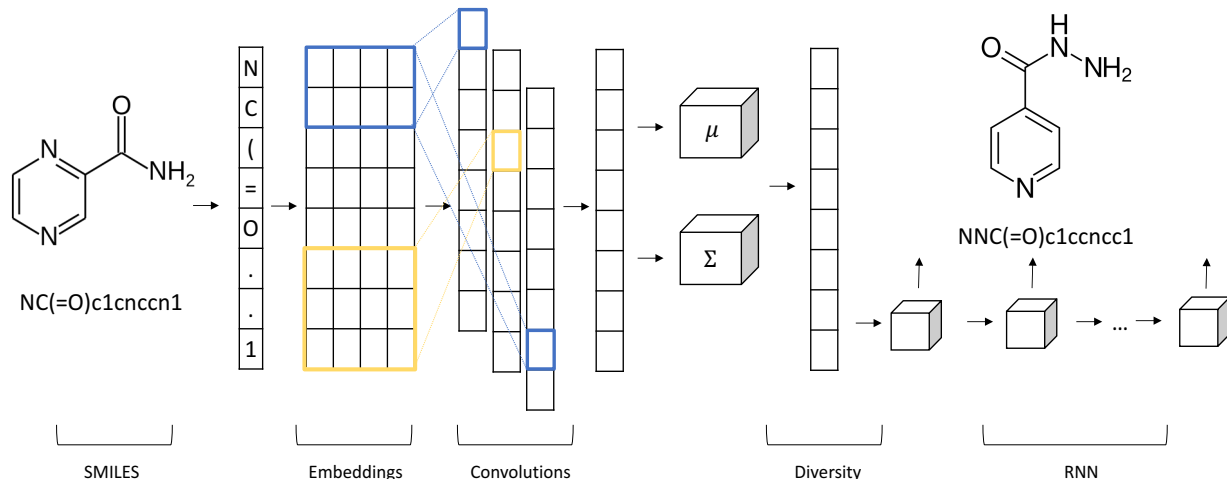 O
N
NH2
N
NC(=O)c1cnccn1
N
C
(
=
O
.
.
1
μ
Σ
H
O
N
NH2
N
NNC(=O)c1ccncc1
...
SMILES
Embeddings
Convolutions
Diversity
RNN